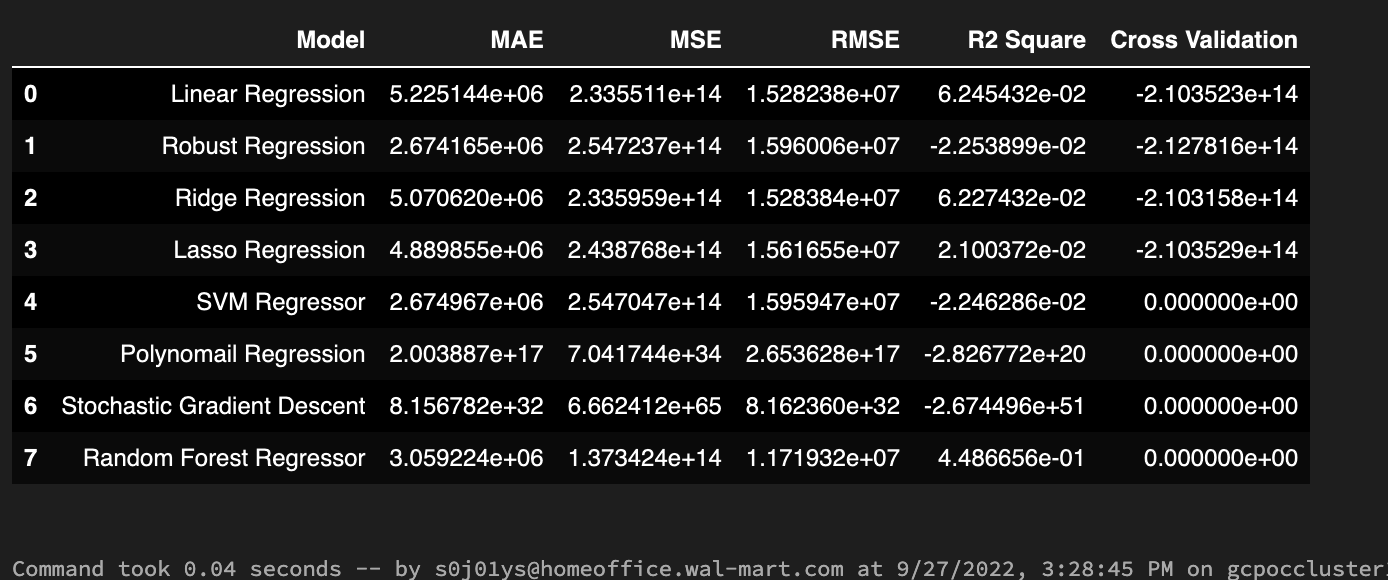 Model MAE MSE RMSE R2 Square Cross Validation
0 Linear Regression 5.225144e+06 2.335511e+14 1.528238e+07 6.245432e-02 -2.103523e+14
1 Robust Regression 2.674165e+06 2.547237e+14 1.596006e+07 -2.253899e-02 -2.127816e+14
2 Ridge Regression 5.070620e+06 2.335959e+14 1.528384e+07 6.227432e-02 -2.103158e+14
3 Lasso Regression 4.889855e+06 2.438768e+14 1.561655e+07 2.100372e-02 -2.103529e+14
4 SVM Regressor 2.674967e+06 2.547047e+14 1.595947e+07 -2.246286e-02 0.000000e+00
5 Polynomail Regression 2.003887e+17 7.041744e+34 2.653628e+17 -2.826772e+20 0.000000e+00
6 Stochastic Gradient Descent 8.156782e+32 6.662412e+65 8.162360e+32 -2.674496e+51 0.000000e+00
7 Random Forest Regressor 3.059224e+06 1.373424e+14 1.171932e+07 4.486656e-01 0.000000e+00
Command took 0.04 seconds -- by s0j01ys@homeoffice.wal-mart.com at 9/27/2022, 3:28:45 PM on gcpoccluster